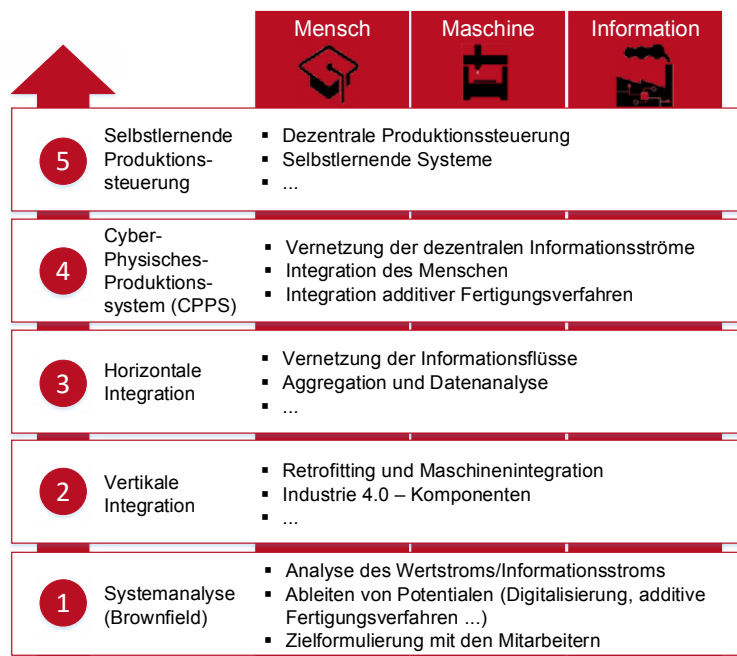 Mensch
Maschine
Information
5
Selbstlernende
Produktions-
steuerung
▪ Dezentrale Produktionssteuerung
▪ Selbstlernende Systeme
▪ ...
4
Cyber-
Physisches-
Produktions-
system (CPPS)
▪ Vernetzung der dezentralen Informationsströme
▪ Integration des Menschen
▪ Integration additiver Fertigungsverfahren
3
Horizontale
Integration
▪ Vernetzung der Informationsflüsse
▪ Aggregation und Datenanalyse
▪ ...
2
Vertikale
Integration
▪ Retrofitting und Maschinenintegration
▪ Industrie 4.0 – Komponenten
▪ ...
1
Systemanalyse
(Brownfield)
▪ Analyse des Wertstroms/Informationsstroms
▪ Ableiten von Potentialen (Digitalisierung, additive
Fertigungsverfahren ...)
▪ Zielformulierung mit den Mitarbeitern